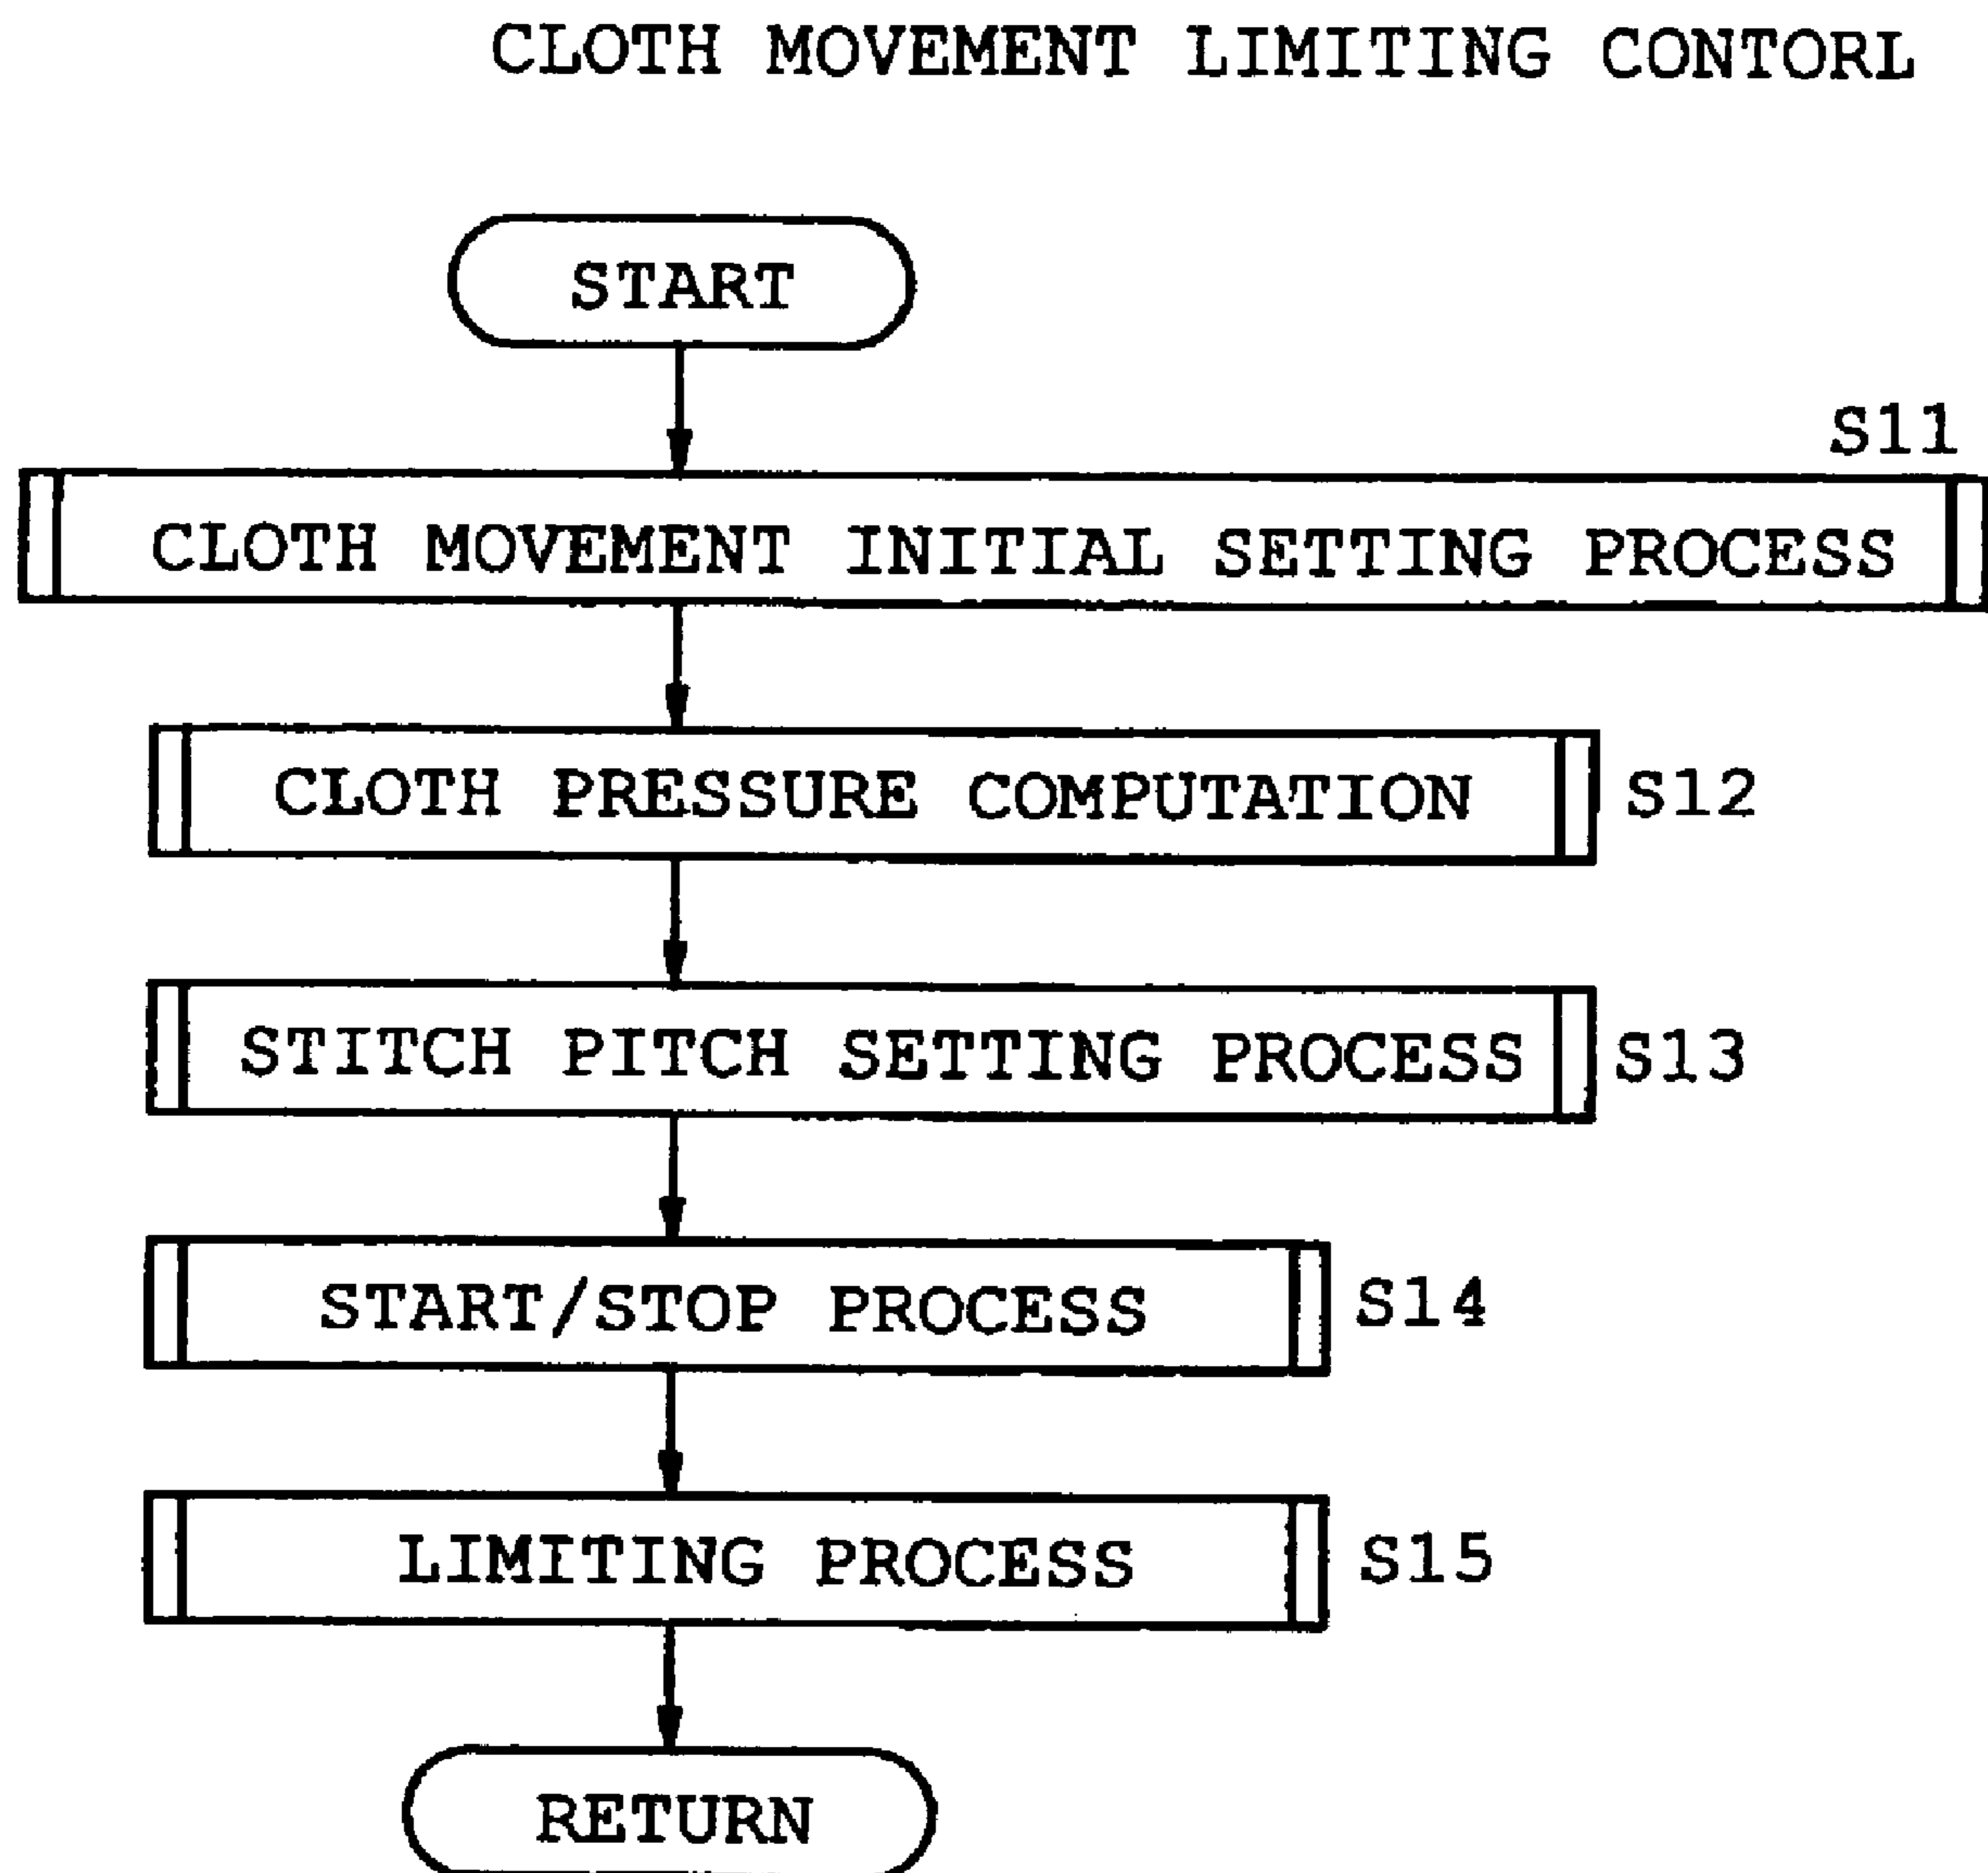 CLOTH MOVEMENT LIMITING CONTORL
START
S11
CLOTH MOVEMENT INITIAL SETTING PROCESS
CLOTH PRESSURE COMPUTATION S12
STITCH PITCH SETTING PROCESS S13
START/STOP PROCESS S14
LIMITING PROCESS S15
RETURN